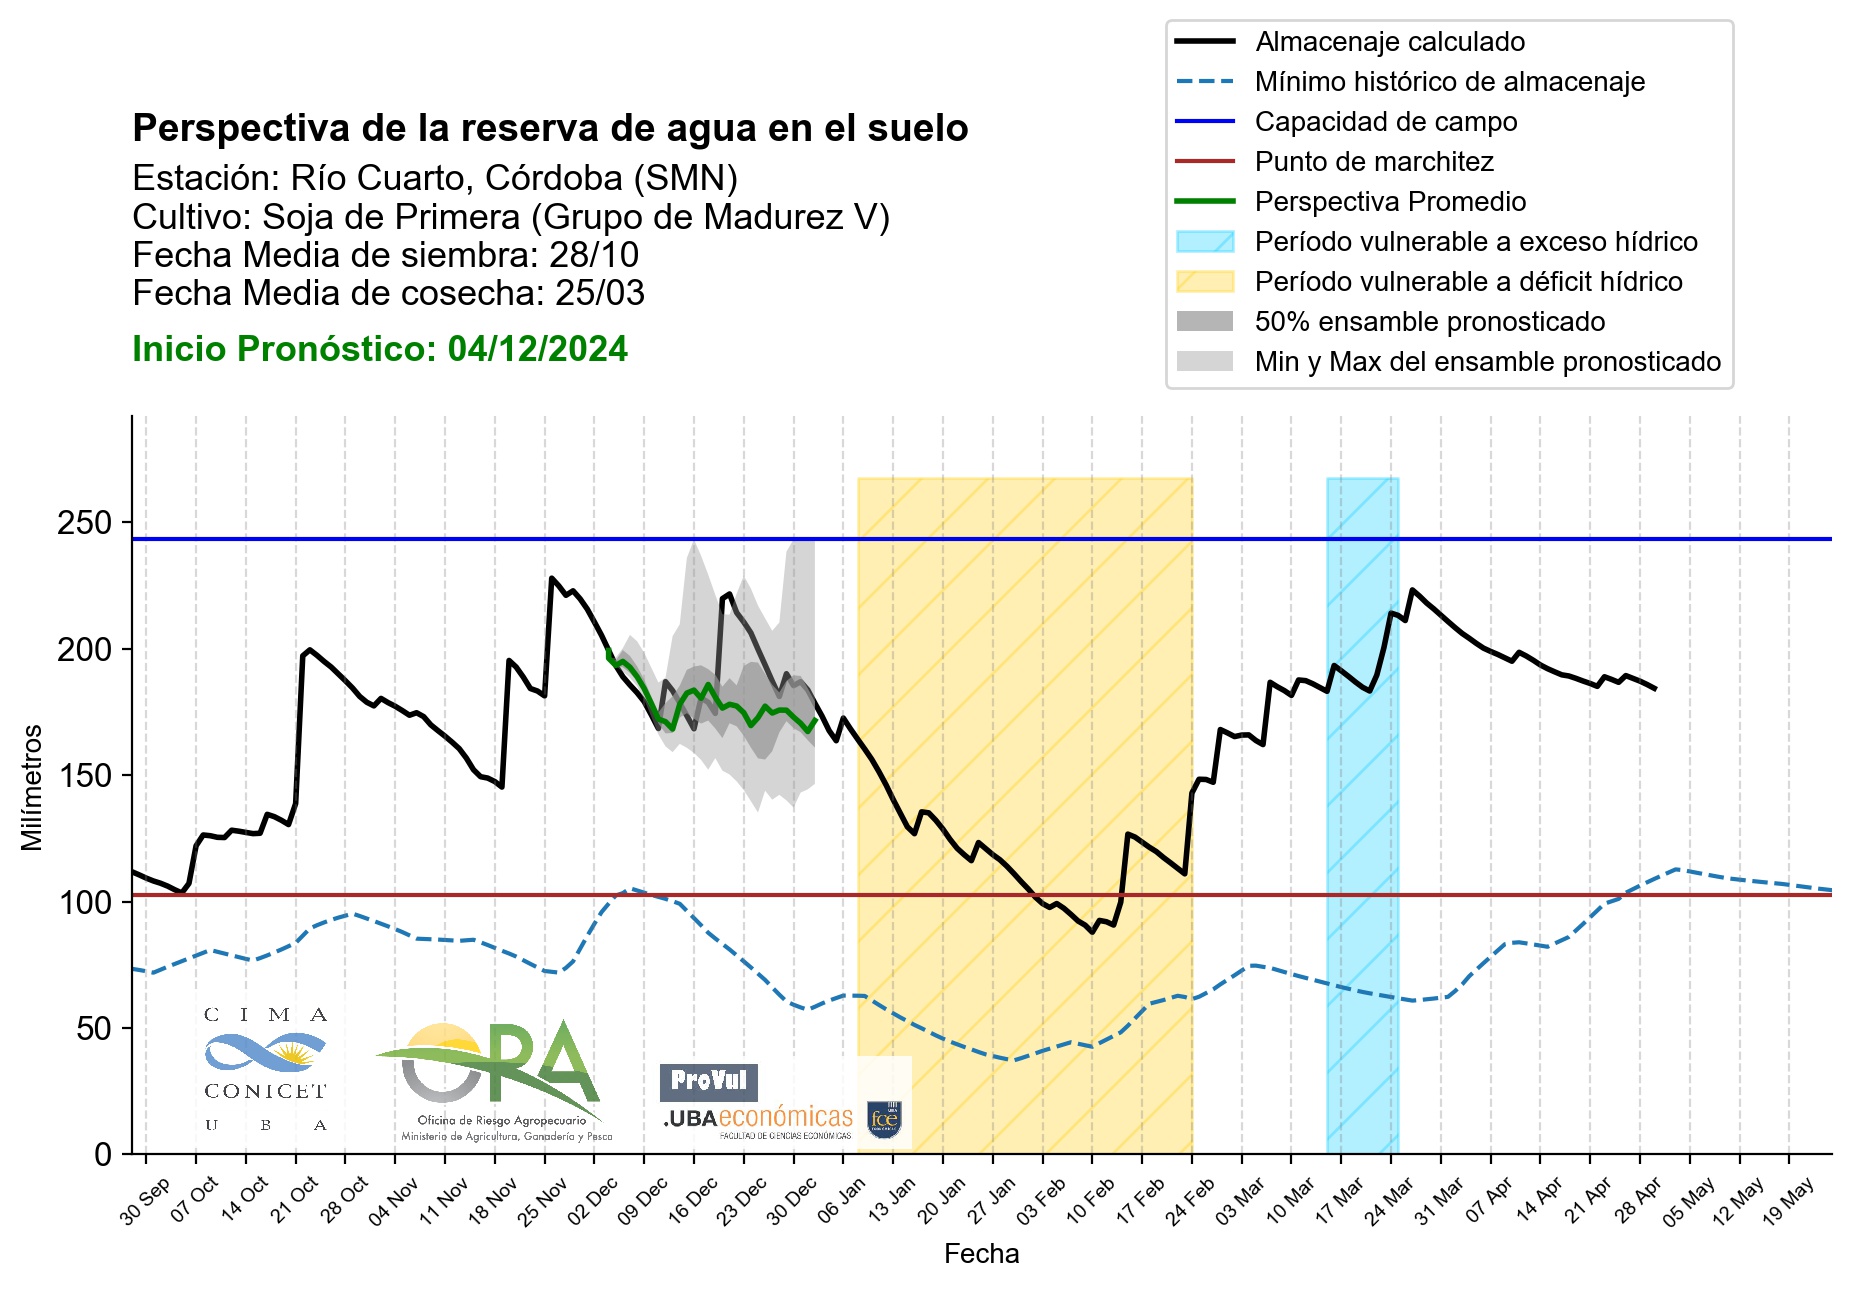 Almacenaje calculado
Mínimo histórico de almacenaje
Capacidad de campo
Punto de marchitez
Perspectiva Promedio
Período vulnerable a exceso hídrico
Período vulnerable a déficit hídrico
50% ensamble pronosticado
Min y Max del ensamble pronosticado
Perspectiva de la reserva de agua en el suelo
Estación: Río Cuarto, Córdoba (SMN)
Cultivo: Soja de Primera (Grupo de Madurez V)
Fecha Media de siembra: 28/10
Fecha Media de cosecha: 25/03
Inicio Pronóstico: 04/12/2024
Milímetros
250
200
150
100
50
0
CIMA
CONICET
UBA
ORA
Oficina de Riesgo Agropecuario
Ministerio de Agricultura, Ganadería y Pesca
ProVul
.UBAeconómicas
FACULTAD DE CIENCIAS ECONÓMICAS
fce
30 Sep
07 Oct
14 Oct
21 Oct
28 Oct
04 Nov
11 Nov
18 Nov
25 Nov
02 Dec
09 Dec
16 Dec
23 Dec
30 Dec
06 Jan
13 Jan
20 Jan
27 Jan
03 Feb
10 Feb
17 Feb
24 Feb
03 Mar
10 Mar
17 Mar
24 Mar
31 Mar
07 Apr
14 Apr
21 Apr
28 Apr
05 May
12 May
19 May
Fecha